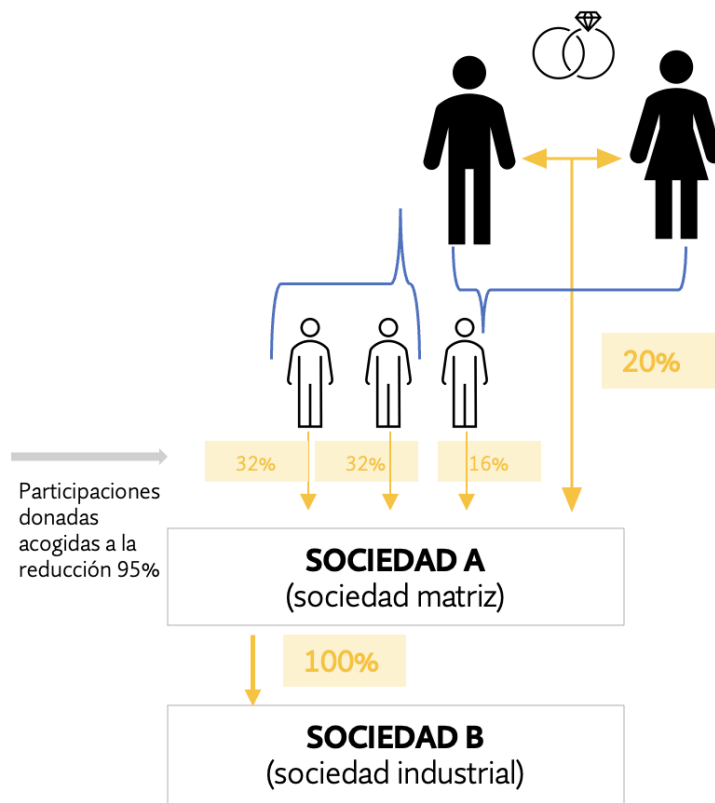 20%
32%
32%
16%
Participaciones
donadas
acogidas a la
reducción 95%
SOCIEDAD A
(sociedad matriz)
100%
SOCIEDAD B
(sociedad industrial)